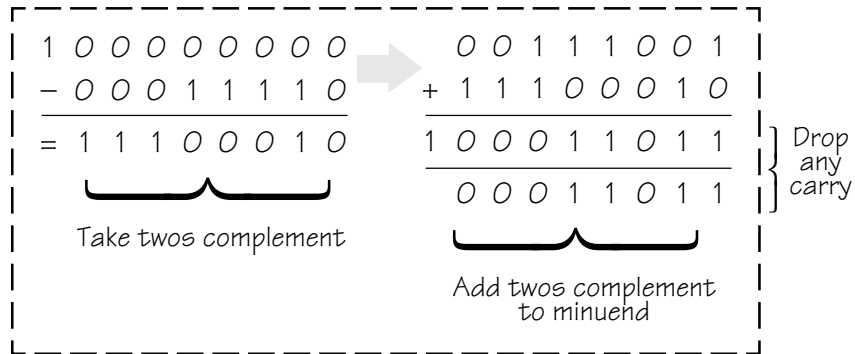 1 0 0 0 0 0 0 0 0
− 0 0 0 1 1 1 1 0
= 1 1 1 0 0 0 1 0
Take twos complement
0 0 1 1 1 0 0 1
+ 1 1 1 0 0 0 1 0
1 0 0 0 1 1 0 1 1
0 0 0 1 1 0 1 1
Add twos complement
to minuend
Drop
any
carry